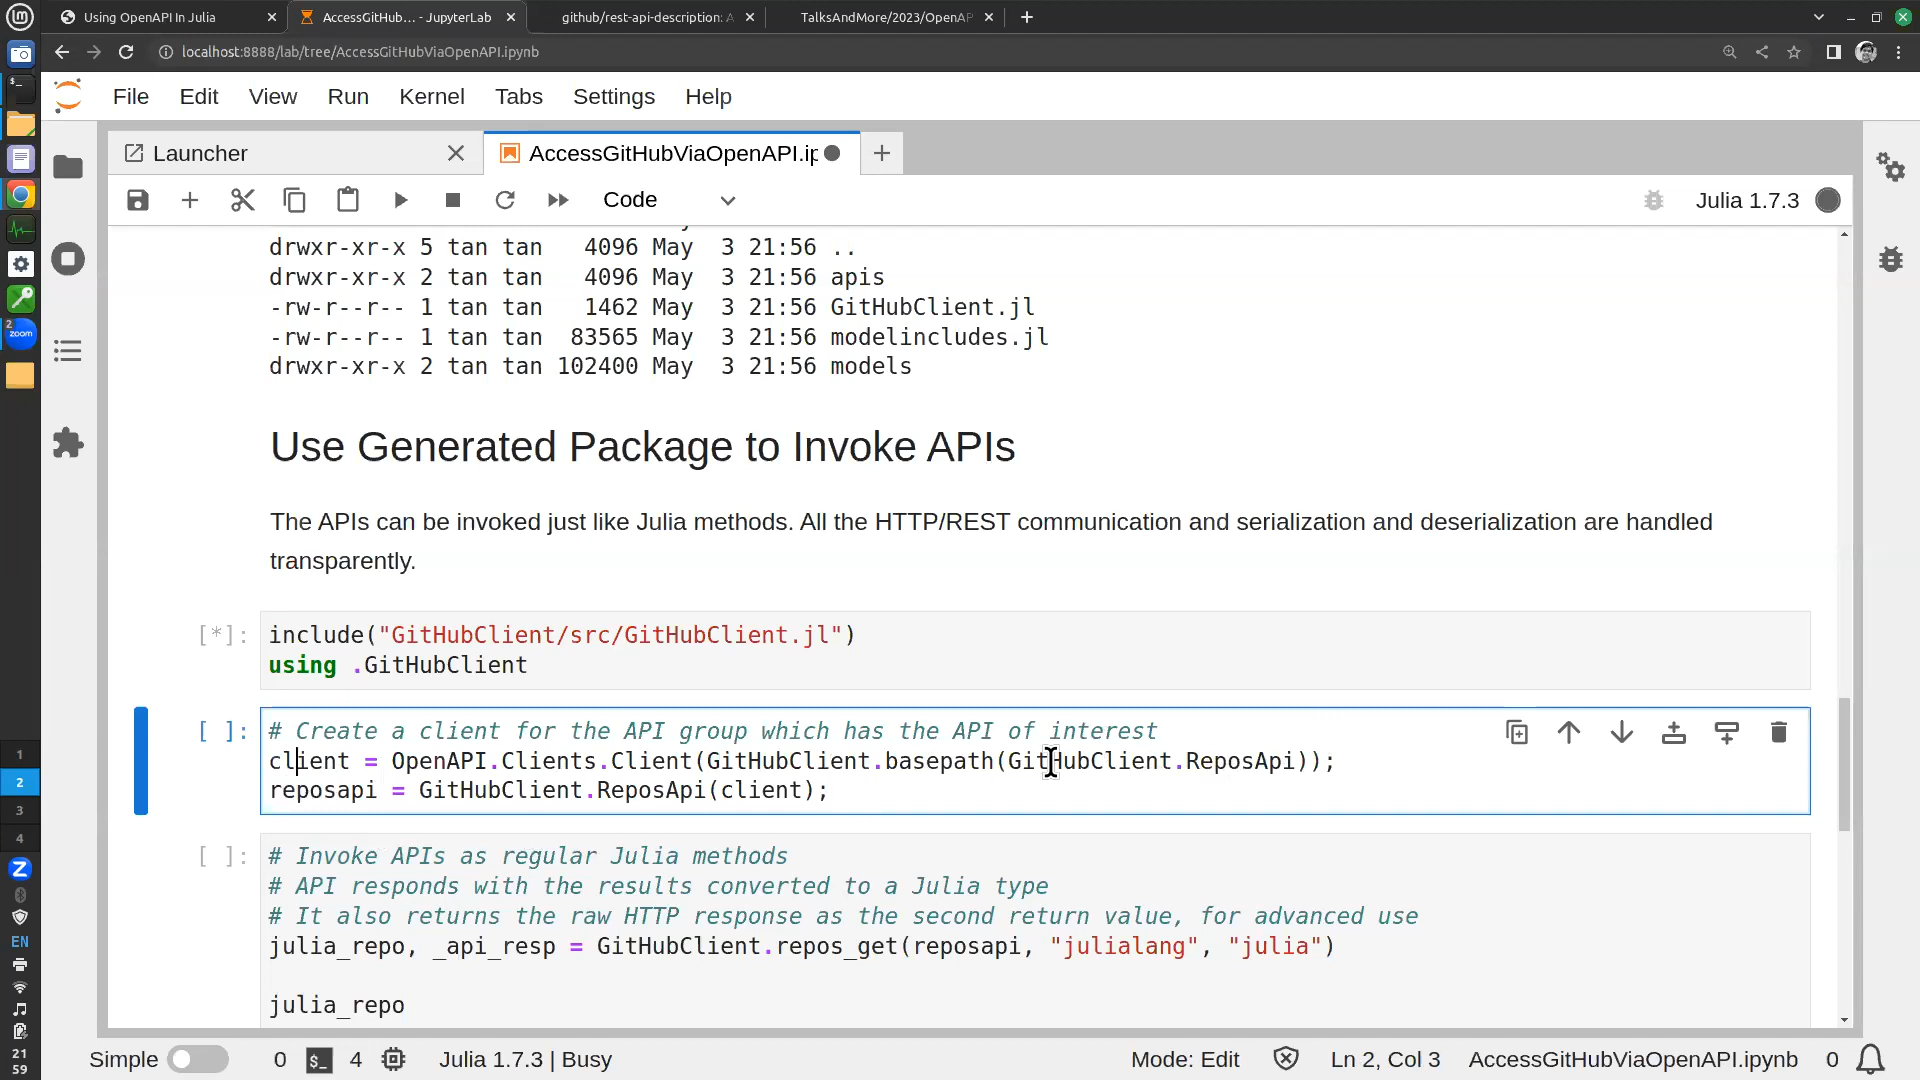 Using OpenAPI In Julia
AccessGitHub… - JupyterLab
github/rest-api-description: A
TalksAndMore/2023/OpenAP
localhost:8888/lab/tree/AccessGitHubViaOpenAPI.ipynb
File Edit View Run Kernel Tabs Settings Help
Launcher
AccessGitHubViaOpenAPI.ip
Code
Julia 1.7.3
drwxr-xr-x 5 tan tan   4096 May  3 21:56 ..
drwxr-xr-x 2 tan tan   4096 May  3 21:56 apis
-rw-r--r-- 1 tan tan   1462 May  3 21:56 GitHubClient.jl
-rw-r--r-- 1 tan tan  83565 May  3 21:56 modelincludes.jl
drwxr-xr-x 2 tan tan 102400 May  3 21:56 models
Use Generated Package to Invoke APIs
The APIs can be invoked just like Julia methods. All the HTTP/REST communication and serialization and deserialization are handled
transparently.
[*]: include("GitHubClient/src/GitHubClient.jl")
using .GitHubClient
[ ]: # Create a client for the API group which has the API of interest
client = OpenAPI.Clients.Client(GitHubClient.basepath(GitHubClient.ReposApi));
reposapi = GitHubClient.ReposApi(client);
[ ]: # Invoke APIs as regular Julia methods
# API responds with the results converted to a Julia type
# It also returns the raw HTTP response as the second return value, for advanced use
julia_repo, _api_resp = GitHubClient.repos_get(reposapi, "julialang", "julia")
julia_repo
2
zoom
1
2
3
4
Z
EN
21
59
Simple 0 $_ 4 Julia 1.7.3 | Busy Mode: Edit Ln 2, Col 3 AccessGitHubViaOpenAPI.ipynb 0